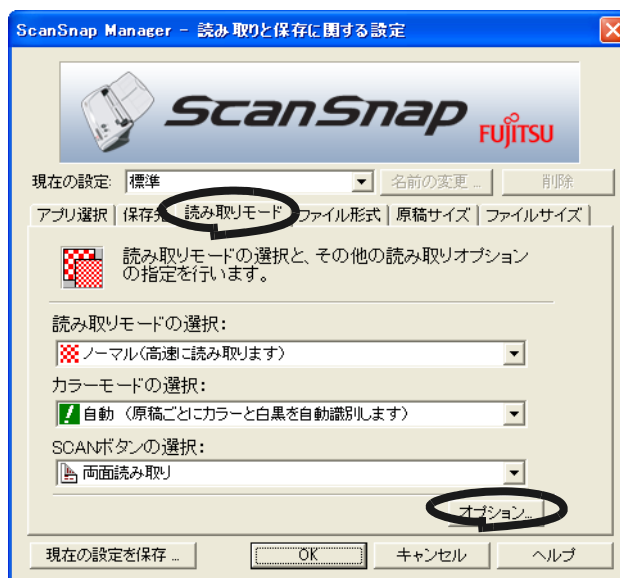 ScanSnap Manager - 読み取りと保存に関する設定
ScanSnap
FUJITSU
現在の設定: 標準 名前の変更 ... 削除
アプリ選択 保存先 読み取りモード ファイル形式 原稿サイズ ファイルサイズ
読み取りモードの選択と、その他の読み取りオプション
の指定を行います。
読み取りモードの選択:
ノーマル(高速に読み取ります)
カラーモードの選択:
自動 (原稿ごとにカラーと白黒を自動識別します)
SCANボタンの選択:
両面読み取り
オプション...
現在の設定を保存 ... OK キャンセル ヘルプ